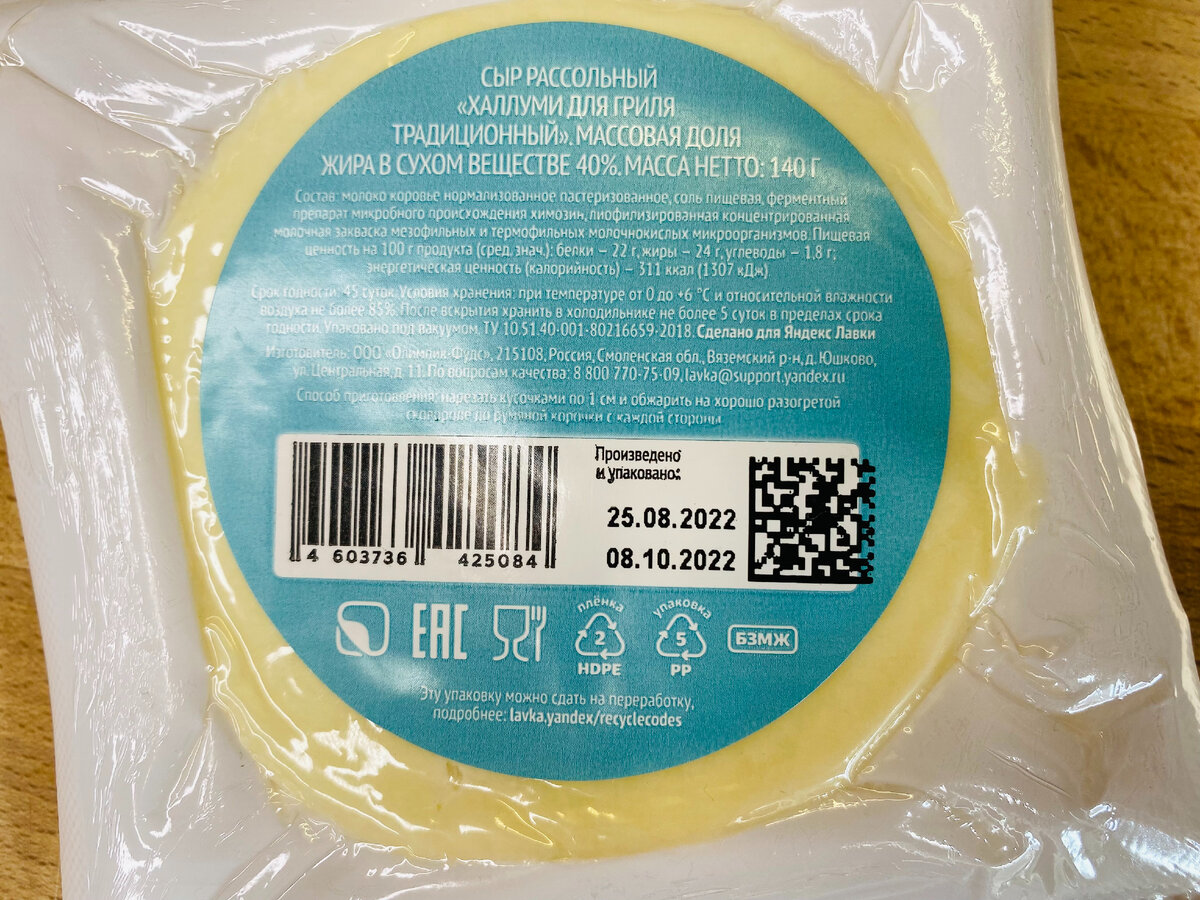 СЫР РАССОЛЬНЫЙ
«ХАЛЛУМИ ДЛЯ ГРИЛЯ
ТРАДИЦИОННЫЙ». МАССОВАЯ ДОЛЯ
ЖИРА В СУХОМ ВЕЩЕСТВЕ 40%. МАССА НЕТТО: 140 Г
Состав: молоко коровье нормализованное пастеризованное, соль пищевая, ферментный
препарат микробного происхождения химозин, лиофилизированная концентрированная
молочная закваска мезофильных и термофильных молочнокислых микроорганизмов. Пищевая
ценность на 100 г продукта (сред. знач.): белки – 22 г, жиры – 24 г, углеводы – 1,8 г;
энергетическая ценность (калорийность) – 311 ккал (1307 кДж)
Срок годности: 45 суток. Условия хранения: при температуре от 0 до +6 °C и относительной влажности
воздуха не более 85%. После вскрытия хранить в холодильнике не более 5 суток в пределах срока
годности. Упаковано под вакуумом. ТУ 10.51.40-001-80216659-2018. Сделано для Яндекс Лавки
Изготовитель: ООО «Олимпик-Фудс», 215108, Россия, Смоленская обл., Вяземский р-н, д. Юшково,
ул. Центральная, д. 11. По вопросам качества: 8 800 770-75-09, lavka@support.yandex.ru
Способ приготовления: нарезать кусочками по 1 см и обжарить на хорошо разогретой
сковороде до румяной корочки с каждой стороны.
Произведено
и упаковано:
25.08.2022
08.10.2022
4 603736 425084
EAC
плёнка
2
HDPE
упаковка
5
PP
БЗМЖ
Эту упаковку можно сдать на переработку,
подробнее: lavka.yandex/recyclecodes